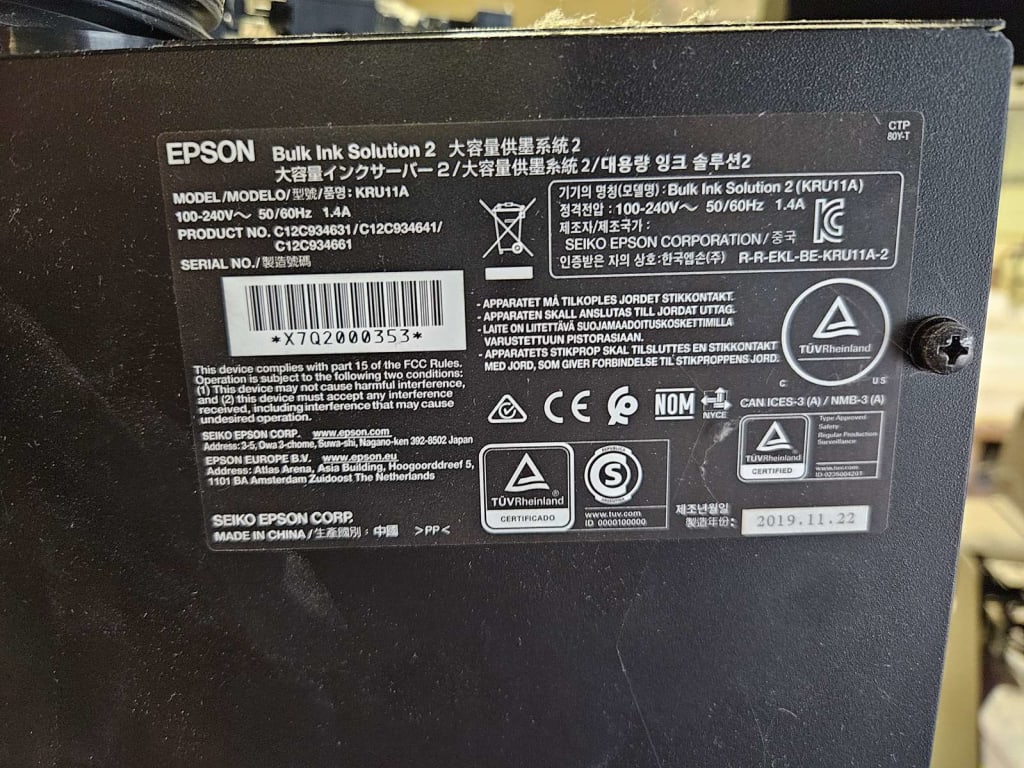 CTP
80Y-T
EPSON Bulk Ink Solution 2 大容量供墨系統 2
大容量インクサーバー 2/大容量供墨系統 2/대용량 잉크 솔루션2
MODEL/MODELO/型號/품명: KRU11A
100-240V～ 50/60Hz 1.4A
PRODUCT NO. C12C934631/C12C934641/
C12C934661
SERIAL NO./製造號碼
*X7Q2000353*
기기의 명칭(모델명): Bulk Ink Solution 2 (KRU11A)
정격전압: 100-240V～ 50/60Hz 1.4A
제조자/제조국가:
SEIKO EPSON CORPORATION/중국
인증받은 자의 상호:한국엡손(주) R-R-EKL-BE-KRU11A-2
- APPARATET MÅ TILKOPLES JORDET STIKKONTAKT.
- APPARATEN SKALL ANSLUTAS TILL JORDAT UTTAG.
- LAITE ON LIITETTÄVÄ SUOJAMAADOITUSKOSKETTIMILLA
VARUSTETTUUN PISTORASIAAN.
- APPARATETS STIKPROP SKAL TILSLUTTES EN STIKKONTAKT
MED JORD, SOM GIVER FORBINDELSE TIL STIKPROPPENS JORD.
TÜVRheinland
C US
This device complies with part 15 of the FCC Rules.
Operation is subject to the following two conditions:
(1) This device may not cause harmful interference,
and (2) this device must accept any interference
received, including interference that may cause
undesired operation.
CE NOM NYCE
CAN ICES-3 (A) / NMB-3 (A)
SEIKO EPSON CORP. www.epson.com
Address: 3-5, Owa 3-chome, Suwa-shi, Nagano-ken 392-8502 Japan
EPSON EUROPE B.V. www.epson.eu
Address: Atlas Arena, Asia Building, Hoogoorddreef 5,
1101 BA Amsterdam Zuidoost The Netherlands
TÜVRheinland
CERTIFICADO
S
www.tuv.com
ID 0000100000
TÜVRheinland
CERTIFIED
Type Approved
Safety
Regular Production
Surveillance
www.tuv.com
SEIKO EPSON CORP.
MADE IN CHINA/生產國別：中國 >PP<
제조년월일
製造年份:
2019.11.22